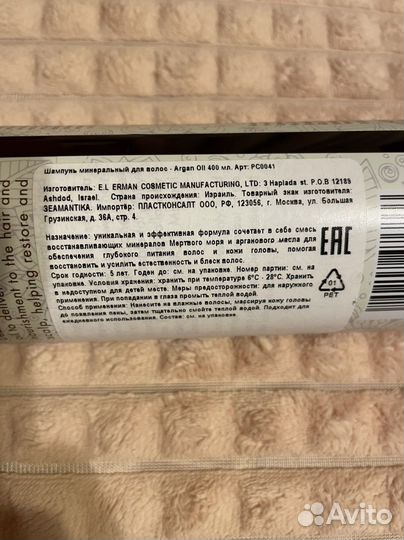 Шампунь минеральный для волос - Argan Oil 400 мл. Арт: PC0041
Изготовитель: E.L ERMAN COSMETIC MANUFACTURING, LTD: 3 Haplada st. P.O.B 12189
Ashdod, Israel. Страна происхождения: Израиль. Товарный знак изготовителя:
SEAMANTIKA. Импортёр: ПЛАСТКОНСАЛТ ООО, РФ, 123056, г. Москва, ул. Большая
Грузинская, д. 36А, стр. 4.
Назначение: уникальная и эффективная формула сочетает в себе смесь
восстанавливающих минералов Мертвого моря и арганового масла для
обеспечения глубокого питания волос и кожи головы, помогая
восстановить и усилить естественность и блеск волос.
Срок годности: 5 лет. Годен до: см. на упаковке. Номер партии: см. на
упаковке. Условия хранения: хранить при температуре 6°C - 28°C. Хранить
в недоступном для детей месте. Меры предосторожности: для наружного
применения. При попадании в глаза промыть теплой водой.
Способ применения: Нанесите на влажные волосы, массируя кожу головы
до появления пены, затем тщательно смойте теплой водой. Подходит для
ежедневного использования. Состав: см. на упаковке.
EAC
01
PET
to deliver
to the hair and
nourishment to the
scalp, helping restore and
Avito